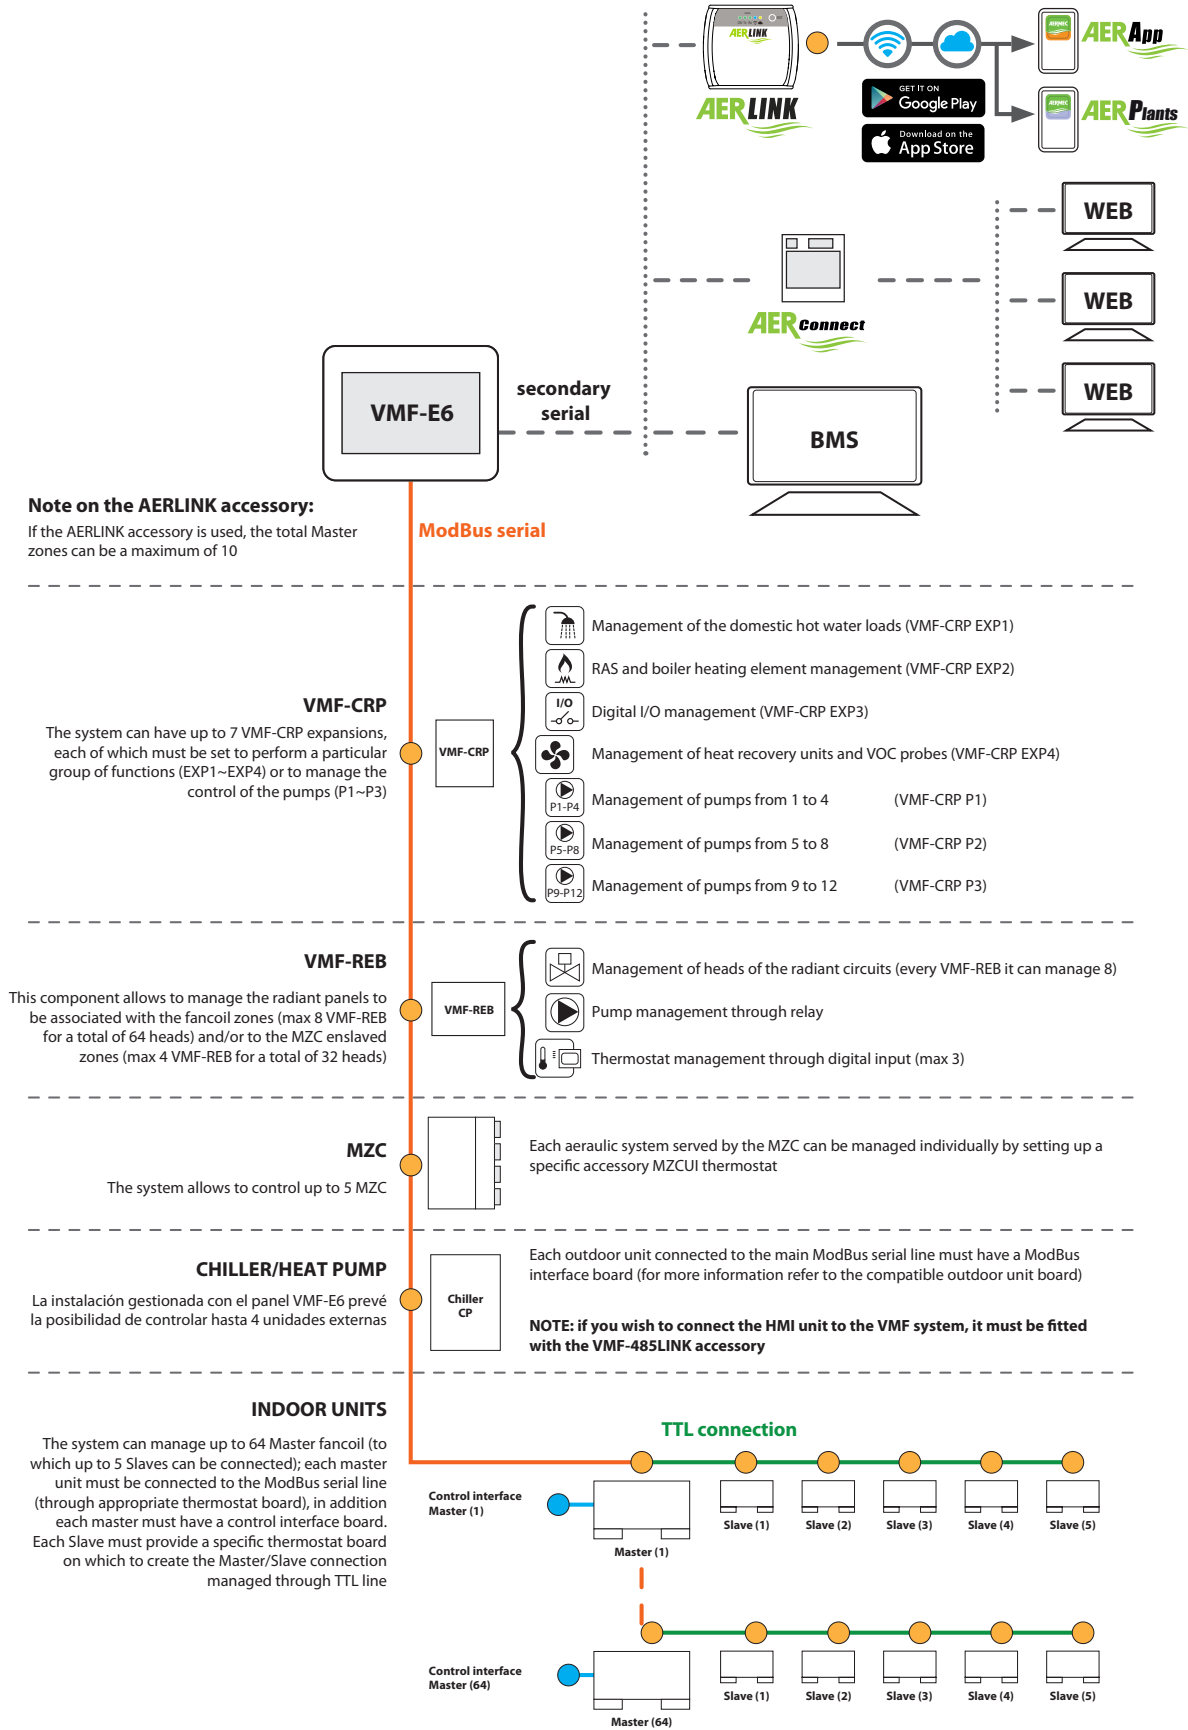 AERLINK
AERLINK
GET IT ON
Google Play
Download on the
App Store
AERMEC
AERApp
AERMEC
AERPlants
WEB
WEB
WEB
AERConnect
VMF-E6
secondary
serial
BMS
Note on the AERLINK accessory:
If the AERLINK accessory is used, the total Master
zones can be a maximum of 10
ModBus serial
VMF-CRP
The system can have up to 7 VMF-CRP expansions,
each of which must be set to perform a particular
group of functions (EXP1~EXP4) or to manage the
control of the pumps (P1~P3)
VMF-CRP
Management of the domestic hot water loads (VMF-CRP EXP1)
RAS and boiler heating element management (VMF-CRP EXP2)
I/O
Digital I/O management (VMF-CRP EXP3)
Management of heat recovery units and VOC probes (VMF-CRP EXP4)
P1-P4
Management of pumps from 1 to 4 (VMF-CRP P1)
P5-P8
Management of pumps from 5 to 8 (VMF-CRP P2)
P9-P12
Management of pumps from 9 to 12 (VMF-CRP P3)
VMF-REB
This component allows to manage the radiant panels to
be associated with the fancoil zones (max 8 VMF-REB
for a total of 64 heads) and/or to the MZC enslaved
zones (max 4 VMF-REB for a total of 32 heads)
VMF-REB
Management of heads of the radiant circuits (every VMF-REB it can manage 8)
Pump management through relay
Thermostat management through digital input (max 3)
MZC
The system allows to control up to 5 MZC
Each aeraulic system served by the MZC can be managed individually by setting up a
specific accessory MZCUI thermostat
CHILLER/HEAT PUMP
La instalación gestionada con el panel VMF-E6 prevé
la posibilidad de controlar hasta 4 unidades externas
Chiller
CP
Each outdoor unit connected to the main ModBus serial line must have a ModBus
interface board (for more information refer to the compatible outdoor unit board)
NOTE: if you wish to connect the HMI unit to the VMF system, it must be fitted
with the VMF-485LINK accessory
INDOOR UNITS
The system can manage up to 64 Master fancoil (to
which up to 5 Slaves can be connected); each master
unit must be connected to the ModBus serial line
(through appropriate thermostat board), in addition
each master must have a control interface board.
Each Slave must provide a specific thermostat board
on which to create the Master/Slave connection
managed through TTL line
TTL connection
Control interface
Master (1)
Master (1)
Slave (1)
Slave (2)
Slave (3)
Slave (4)
Slave (5)
Control interface
Master (64)
Master (64)
Slave (1)
Slave (2)
Slave (3)
Slave (4)
Slave (5)